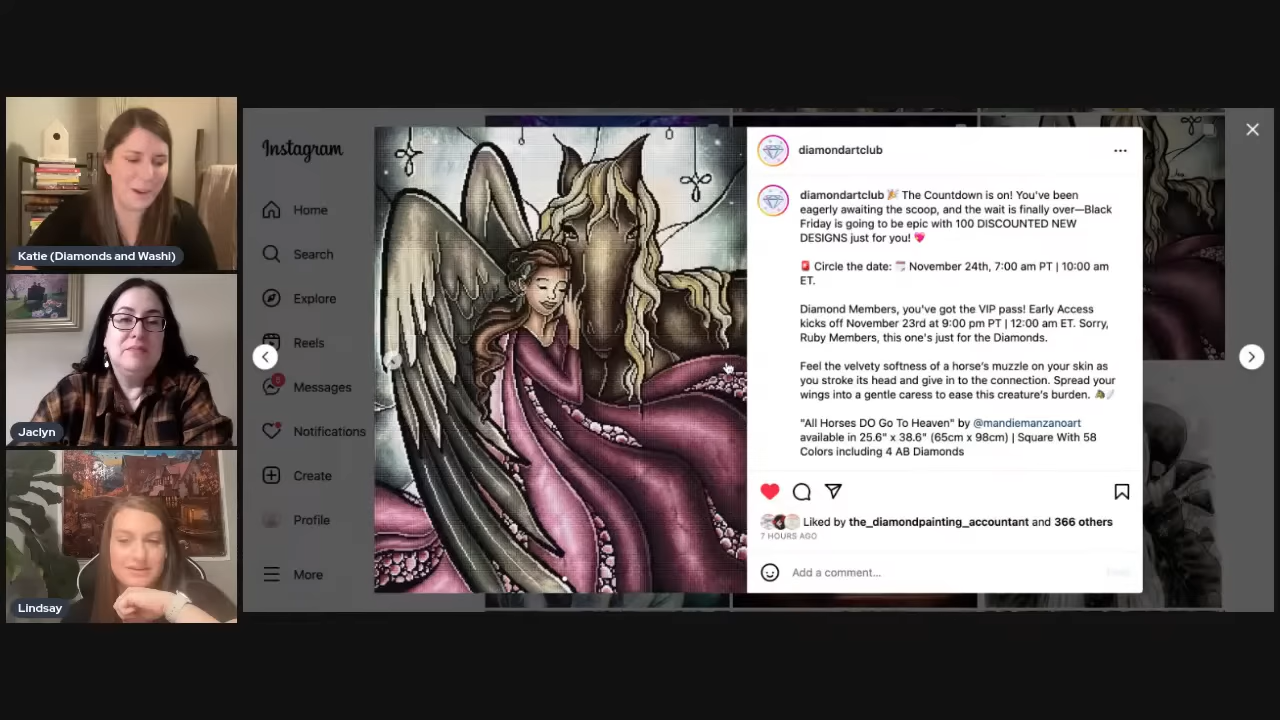 Katie (Diamonds and Washi)
Jaclyn
Lindsay
Instagram
Home
Search
Explore
Reels
Messages
Notifications
Create
Profile
More
diamondartclub
diamondartclub 🎉 The Countdown is on! You've been
eagerly awaiting the scoop, and the wait is finally over—Black
Friday is going to be epic with 100 DISCOUNTED NEW
DESIGNS just for you! 💖
🚨 Circle the date: 🗓️ November 24th, 7:00 am PT | 10:00 am
ET.
Diamond Members, you've got the VIP pass! Early Access
kicks off November 23rd at 9:00 pm PT | 12:00 am ET. Sorry,
Ruby Members, this one's just for the Diamonds.
Feel the velvety softness of a horse's muzzle on your skin as
you stroke its head and give in to the connection. Spread your
wings into a gentle caress to ease this creature's burden. 🐴🪽
"All Horses DO Go To Heaven" by @mandiemanzanoart
available in 25.6" x 38.6" (65cm x 98cm) | Square With 58
Colors including 4 AB Diamonds
Liked by the_diamondpainting_accountant and 366 others
7 HOURS AGO
Add a comment...